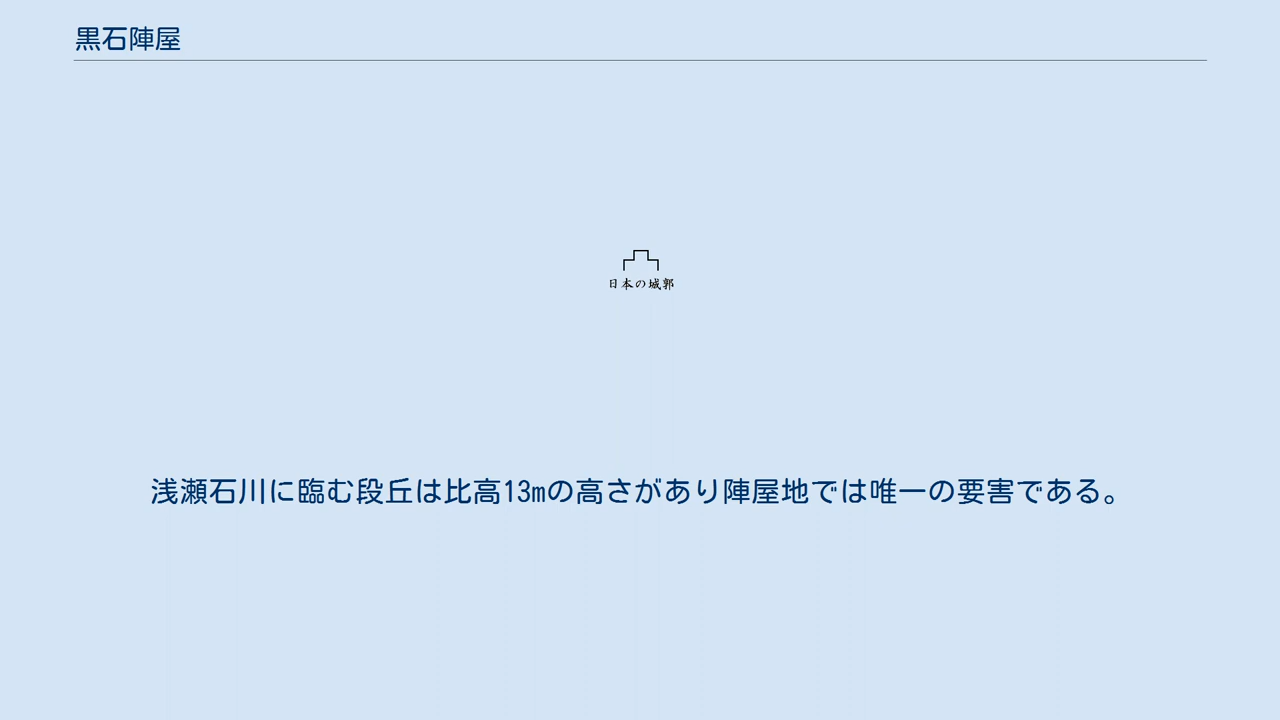 黒石陣屋
日本の城郭
浅瀬石川に臨む段丘は比高13mの高さがあり陣屋地では唯一の要害である。